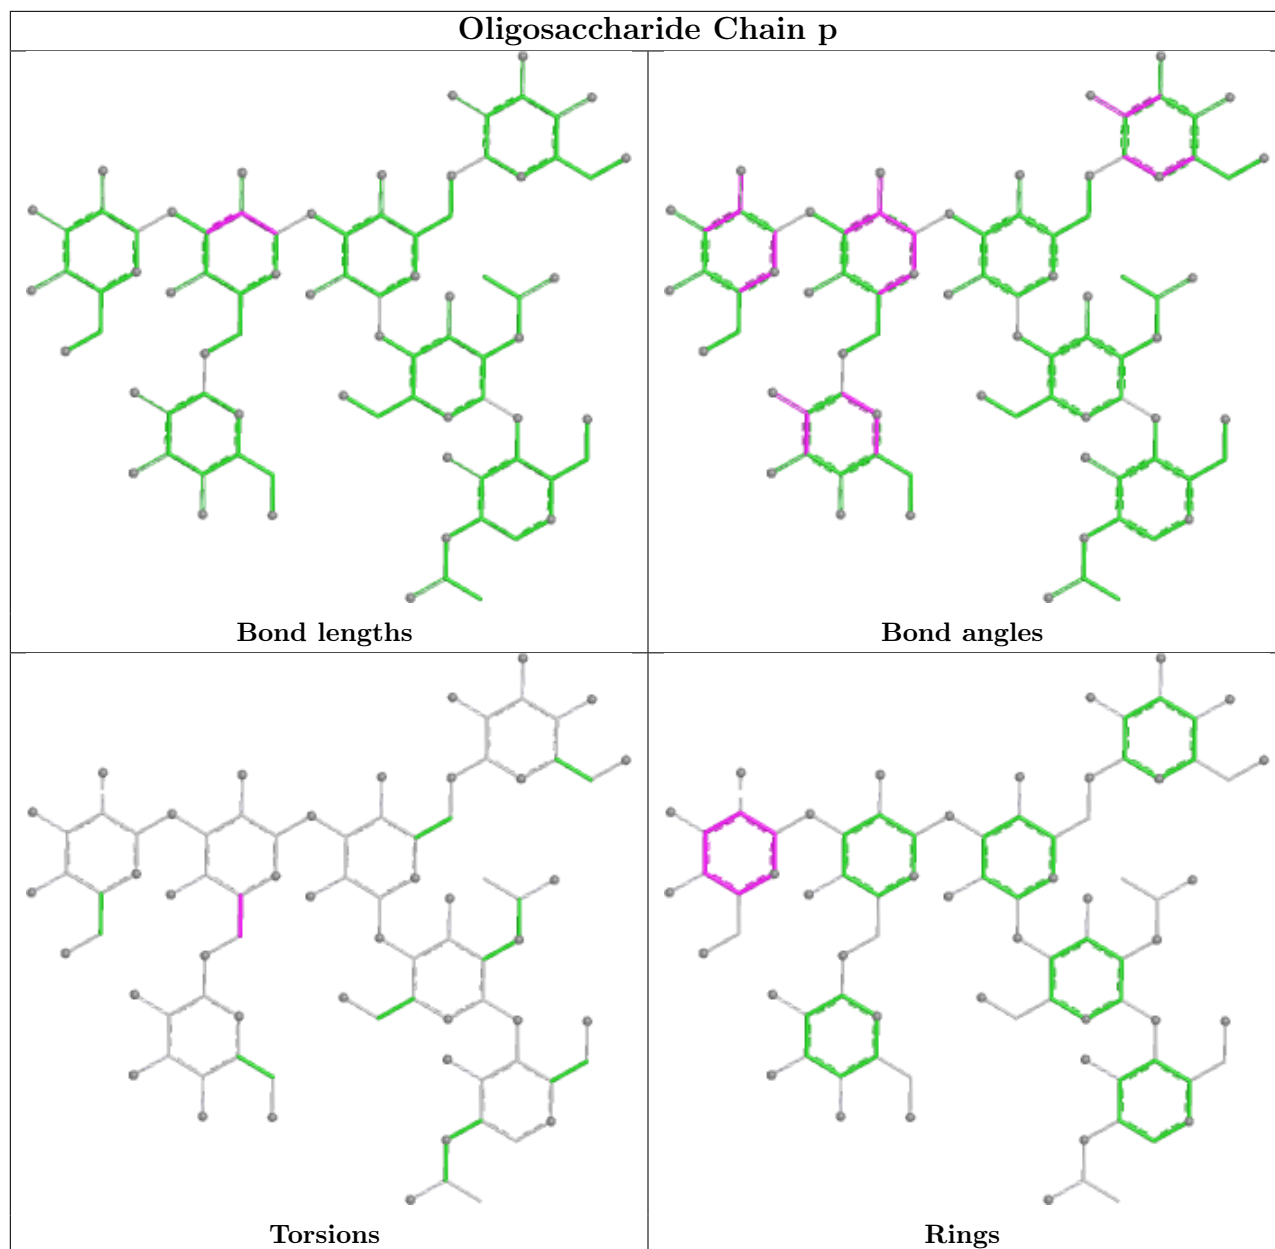 Oligosaccharide Chain p
Bond lengths
Bond angles
Torsions
Rings